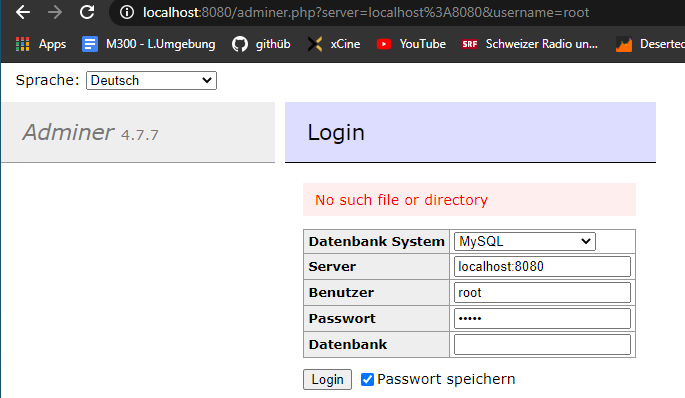 localhost:8080/adminer.php?server=localhost%3A8080&username=root
Apps M300 - L.Umgebung githüb xCine YouTube SRF Schweizer Radio un... Deserted
Sprache: Deutsch
Adminer 4.7.7
Login
No such file or directory
Datenbank System MySQL
Server localhost:8080
Benutzer root
Passwort •••••
Datenbank
Login Passwort speichern